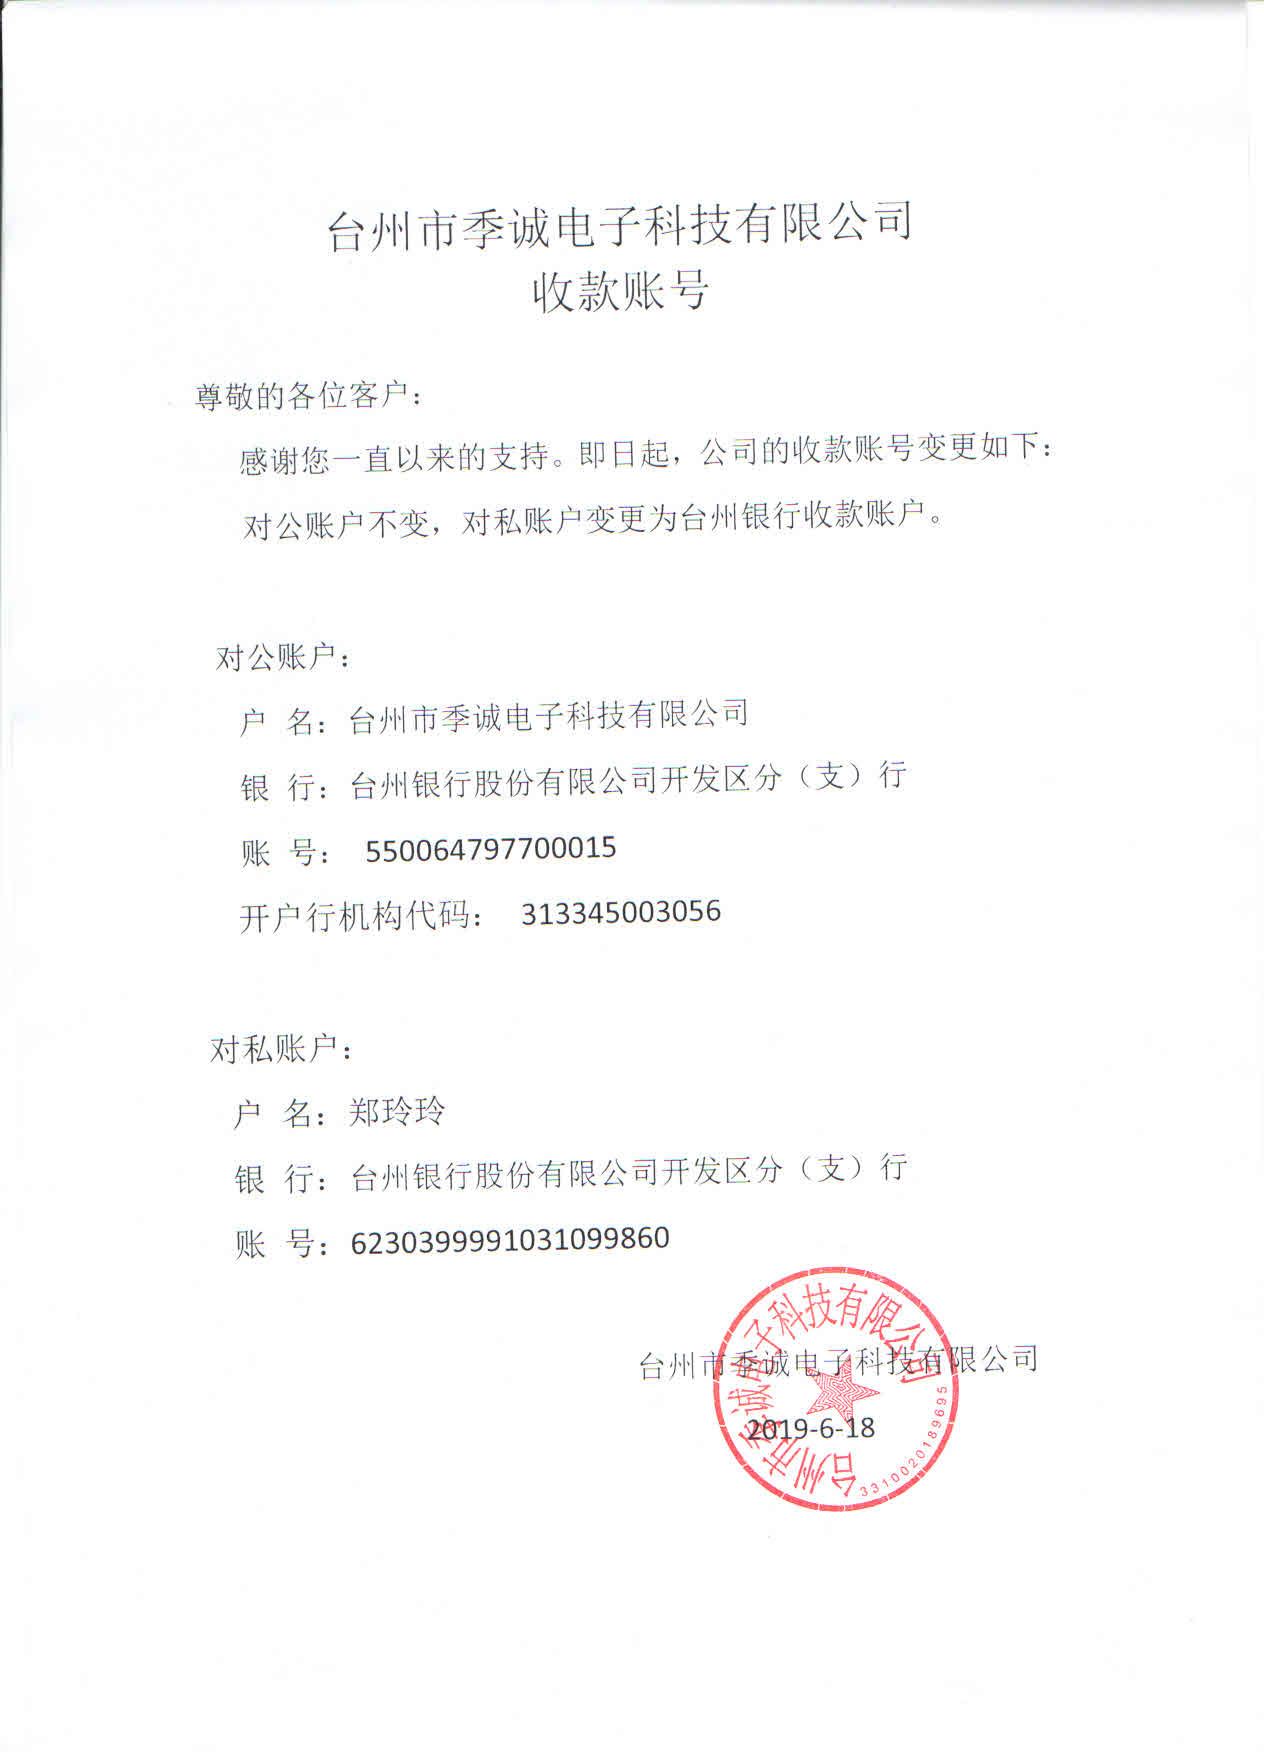 台州市季诚电子科技有限公司
收款账号
尊敬的各位客户：
感谢您一直以来的支持。即日起，公司的收款账号变更如下：
对公账户不变，对私账户变更为台州银行收款账户。
对公账户：
户 名：台州市季诚电子科技有限公司
银 行：台州银行股份有限公司开发区分（支）行
账 号： 550064797700015
开户行机构代码： 313345003056
对私账户：
户 名：郑玲玲
银 行：台州银行股份有限公司开发区分（支）行
账 号：6230399991031099860
台州市季诚电子科技有限公司
2019-6-18
台州市季诚电子科技有限公司
3310020189695